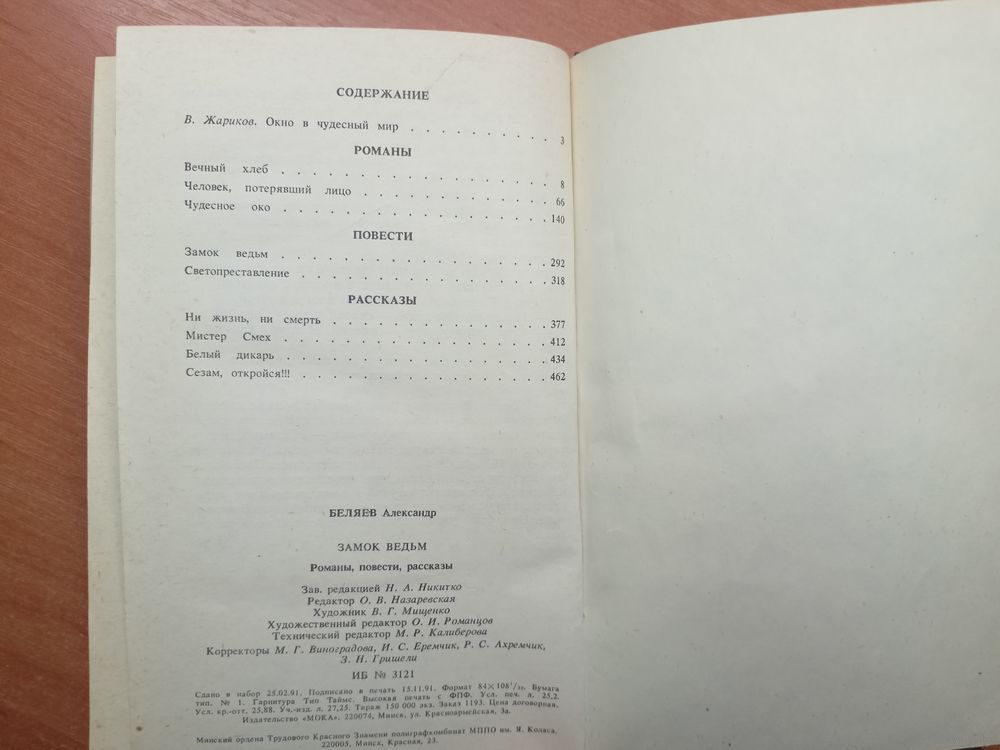 СОДЕРЖАНИЕ
В. Жариков. Окно в чудесный мир . . . . . . . . . . 3
РОМАНЫ
Вечный хлеб . . . . . . . . . . . . . . . . . . 8
Человек, потерявший лицо . . . . . . . . . . . . . 66
Чудесное око . . . . . . . . . . . . . . . . . . 140
ПОВЕСТИ
Замок ведьм . . . . . . . . . . . . . . . . . . 292
Светопреставление . . . . . . . . . . . . . . . . 318
РАССКАЗЫ
Ни жизнь, ни смерть . . . . . . . . . . . . . . . 377
Мистер Смех . . . . . . . . . . . . . . . . . . 412
Белый дикарь . . . . . . . . . . . . . . . . . . 434
Сезам, откройся!!! . . . . . . . . . . . . . . . . 462
БЕЛЯЕВ Александр
ЗАМОК ВЕДЬМ
Романы, повести, рассказы
Зав. редакцией Н. А. Никитко
Редактор О. В. Назаревская
Художник В. Г. Мищенко
Художественный редактор О. И. Романцов
Технический редактор М. Р. Калиберова
Корректоры М. Г. Виноградова, И. С. Еремчик, Р. С. Ахремчик,
З. Н. Гришели
ИБ № 3121
Сдано в набор 25.02.91. Подписано в печать 15.11.91. Формат 84×108¹/₃₂. Бумага
тип. № 1. Гарнитура Тип Таймс. Высокая печать с ФПФ. Усл. печ. л. 25,2.
Усл. кр.-отт. 25,88. Уч.-изд. л. 27,25. Тираж 150 000 экз. Заказ 1193. Цена договорная.
Издательство «МОКА». 220074, Минск, ул. Красноармейская, 3а.
Минский ордена Трудового Красного Знамени полиграфкомбинат МППО им. Я. Коласа.
220005, Минск, Красная, 23.